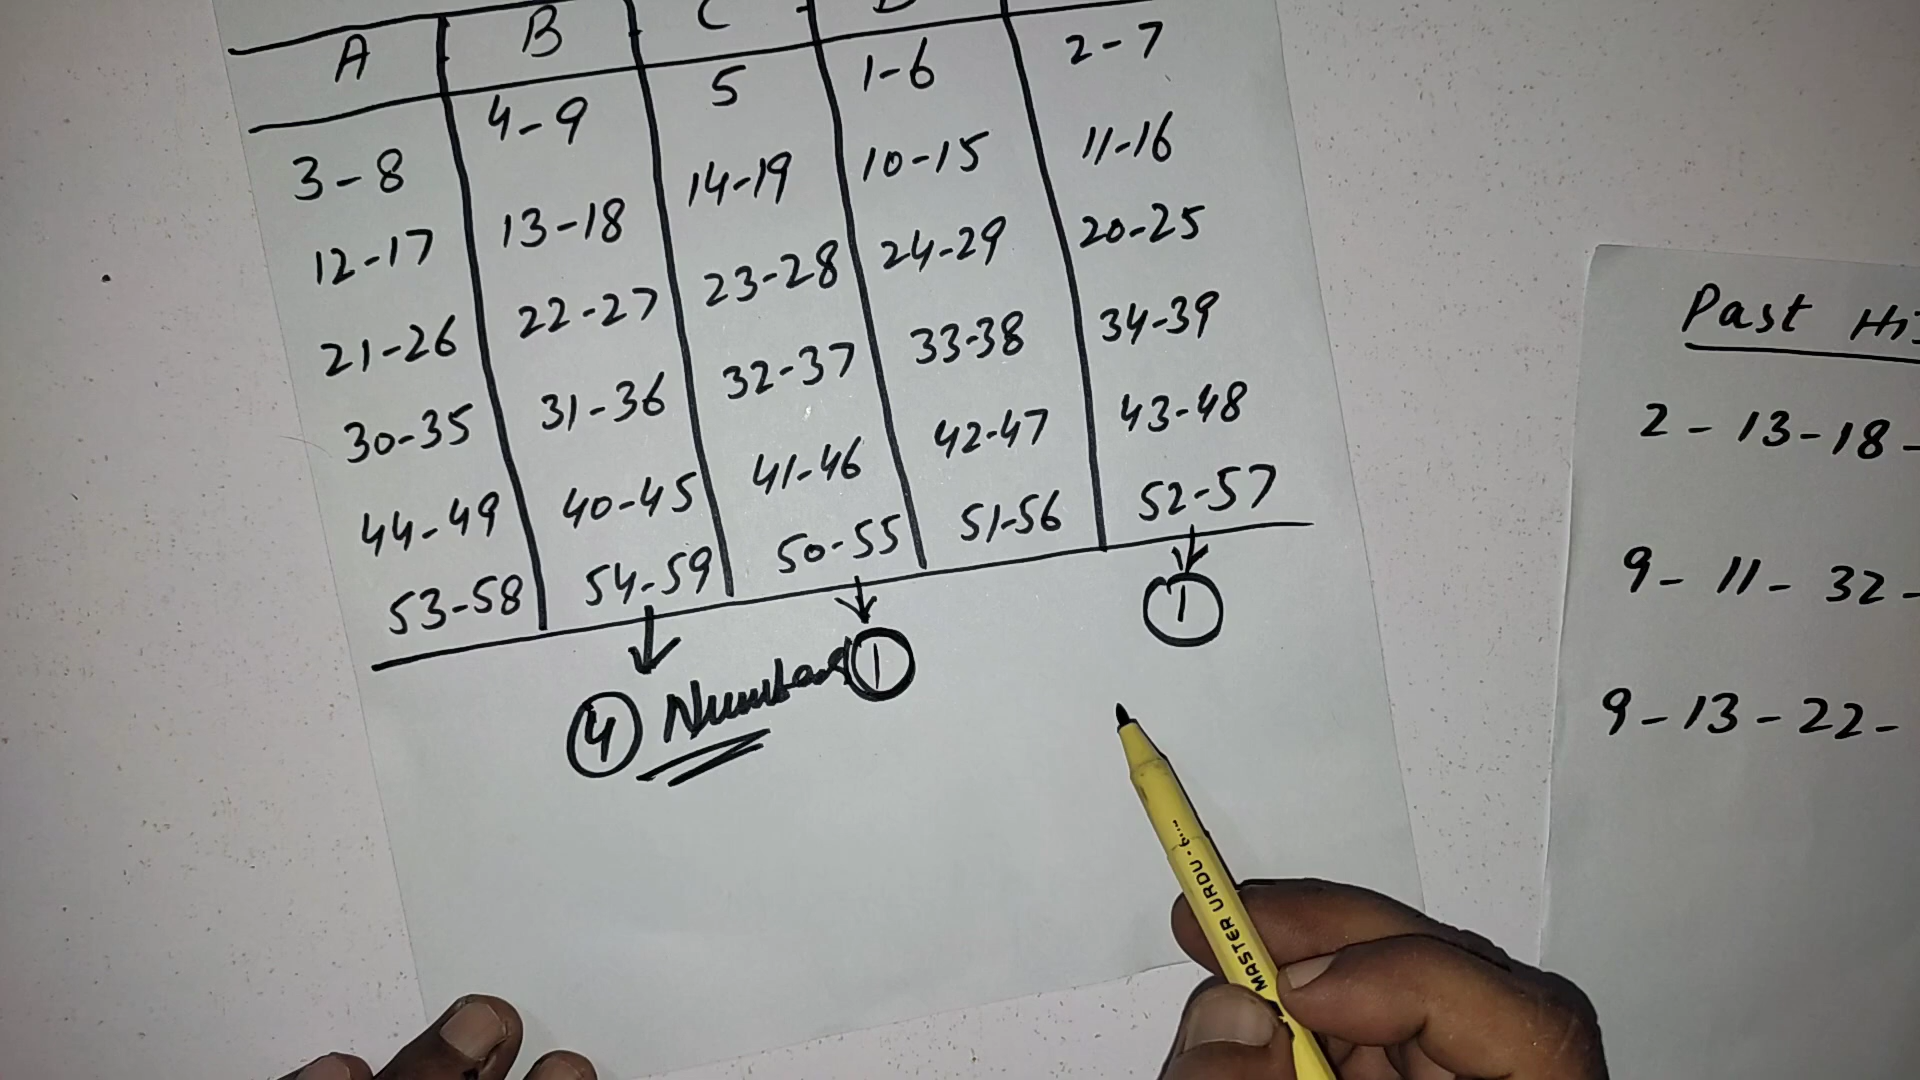 A B C D
3-8 4-9 5 1-6 2-7
12-17 13-18 14-19 10-15 11-16
21-26 22-27 23-28 24-29 20-25
30-35 31-36 32-37 33-38 34-39
44-49 40-45 41-46 42-47 43-48
53-58 54-59 50-55 51-56 52-57
4 1 1
Past
2-13-18-
9-11-32-
9-13-22-
MASTER URDU